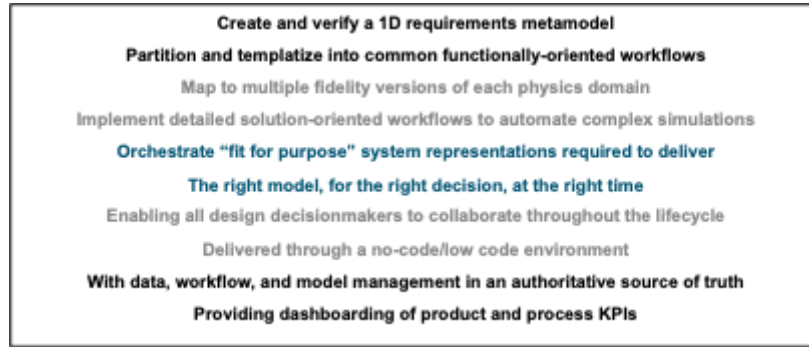 Create and verify a 1D requirements metamodel
Partition and templatize into common functionally-oriented workflows
Map to multiple fidelity versions of each physics domain
Implement detailed solution-oriented workflows to automate complex simulations
Orchestrate “fit for purpose” system representations required to deliver
The right model, for the right decision, at the right time
Enabling all design decisionmakers to collaborate throughout the lifecycle
Delivered through a no-code/low code environment
With data, workflow, and model management in an authoritative source of truth
Providing dashboarding of product and process KPIs